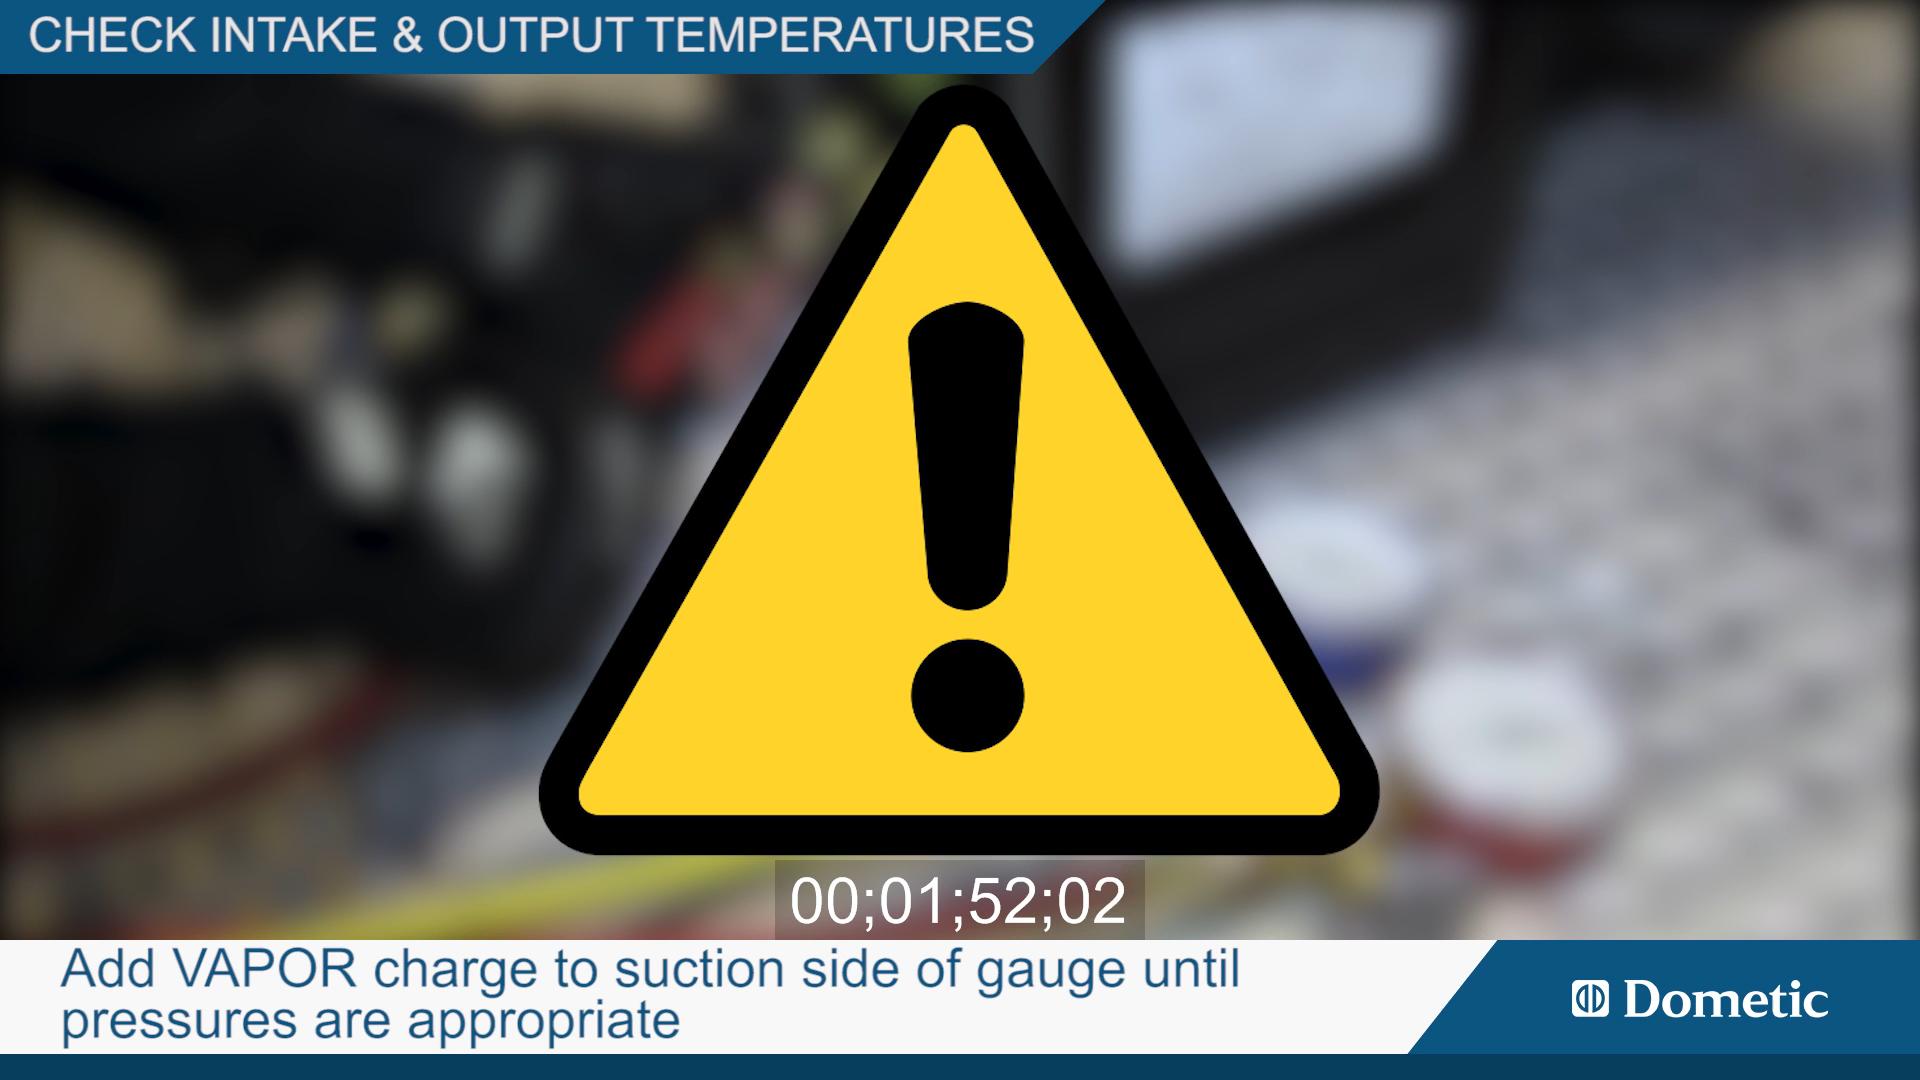 CHECK INTAKE & OUTPUT TEMPERATURES
00;01;52;02
Add VAPOR charge to suction side of gauge until
pressures are appropriate
Dometic